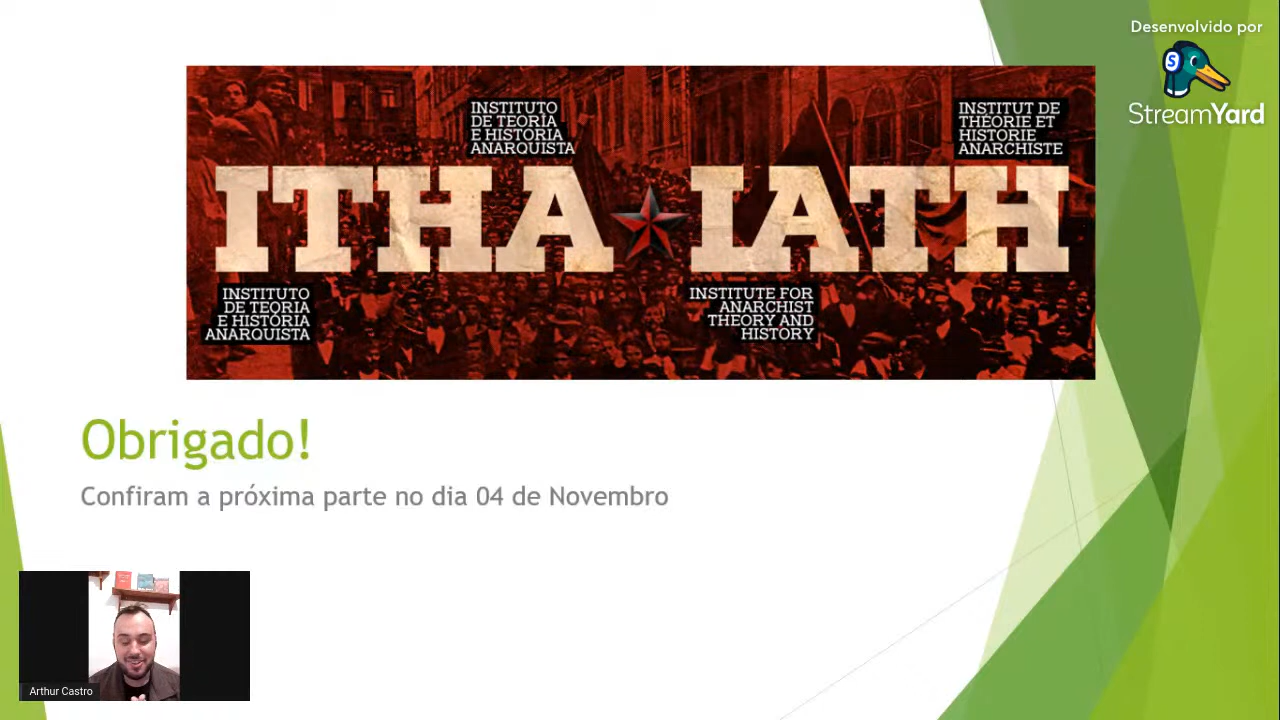 Desenvolvido por
StreamYard
INSTITUTO
DE TEORIA
E HISTÓRIA
ANARQUISTA
INSTITUT DE
THÉORIE ET
HISTORIE
ANARCHISTE
ITHA IATH
INSTITUTO
DE TEORIA
E HISTÓRIA
ANARQUISTA
INSTITUTE FOR
ANARCHIST
THEORY AND
HISTORY
Obrigado!
Confiram a próxima parte no dia 04 de Novembro
Arthur Castro